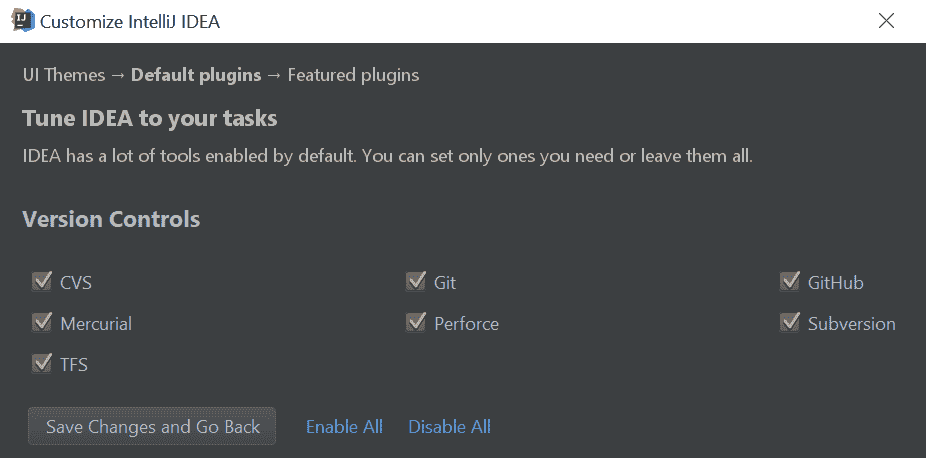 IJ Customize IntelliJ IDEA
UI Themes → Default plugins → Featured plugins
Tune IDEA to your tasks
IDEA has a lot of tools enabled by default. You can set only ones you need or leave them all.
Version Controls
CVS Git GitHub
Mercurial Perforce Subversion
TFS
Save Changes and Go Back Enable All Disable All